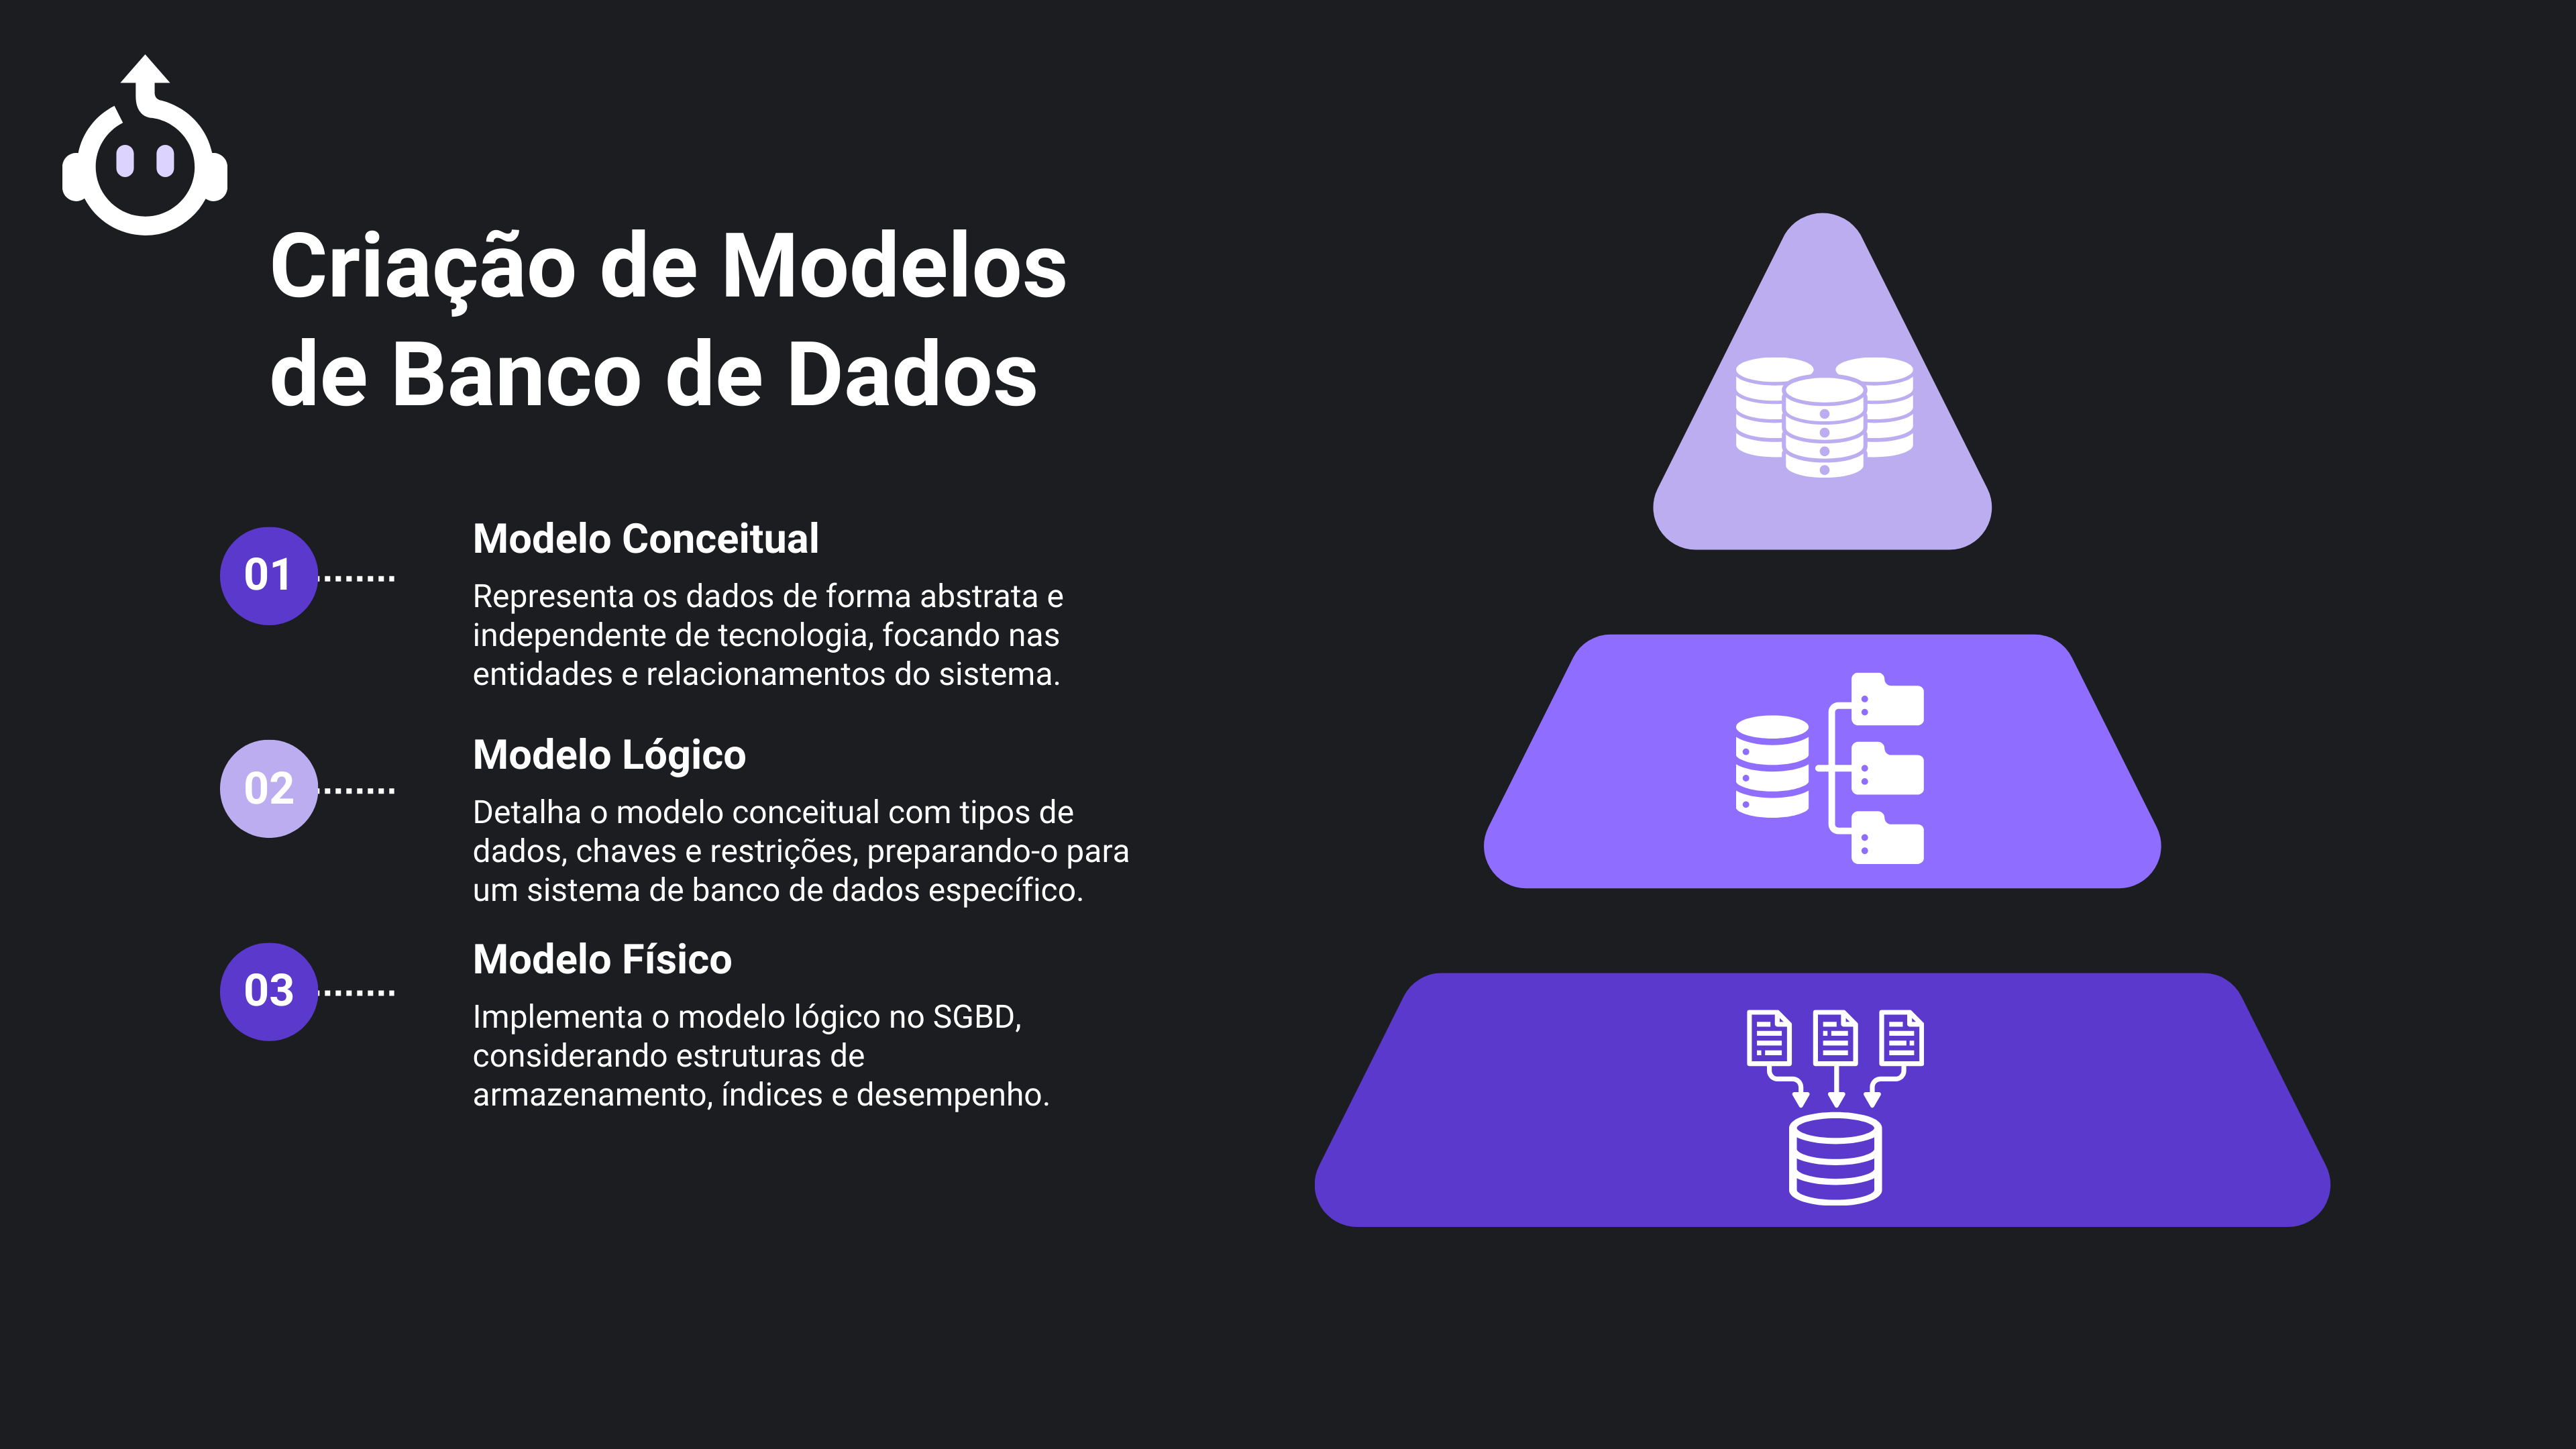 Criação de Modelos
de Banco de Dados
01
Modelo Conceitual
Representa os dados de forma abstrata e
independente de tecnologia, focando nas
entidades e relacionamentos do sistema.
02
Modelo Lógico
Detalha o modelo conceitual com tipos de
dados, chaves e restrições, preparando-o para
um sistema de banco de dados específico.
03
Modelo Físico
Implementa o modelo lógico no SGBD,
considerando estruturas de
armazenamento, índices e desempenho.